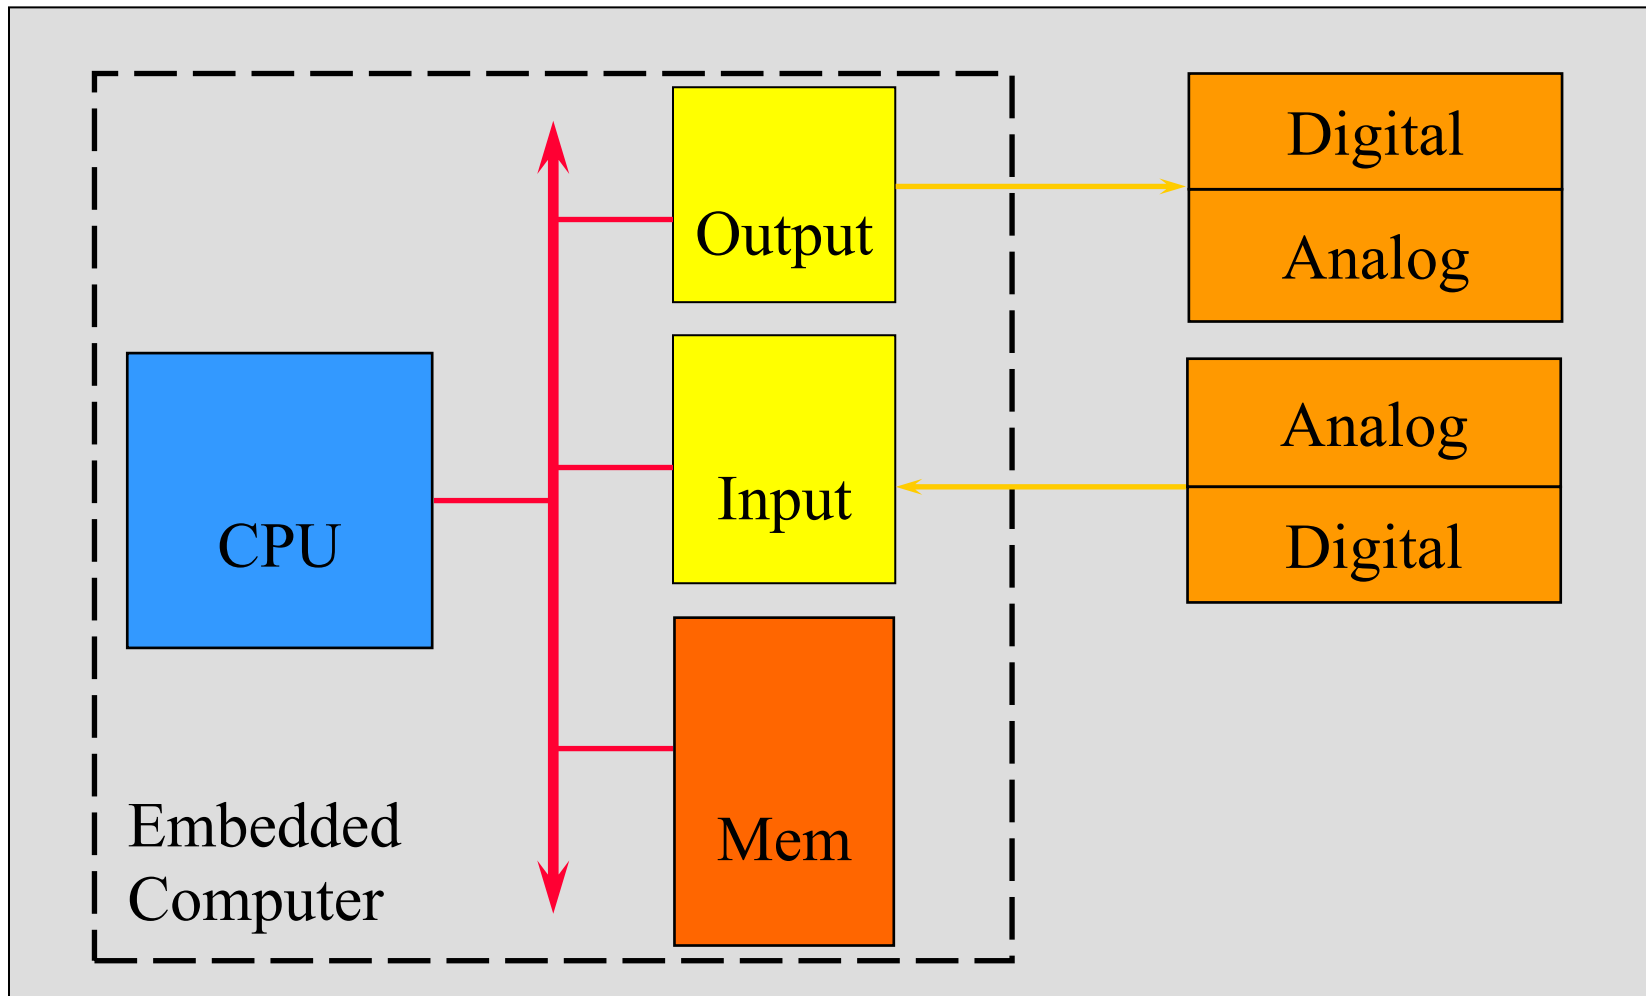 Digital
Output
Analog
Analog
Input
CPU
Digital
Mem
Embedded
Computer